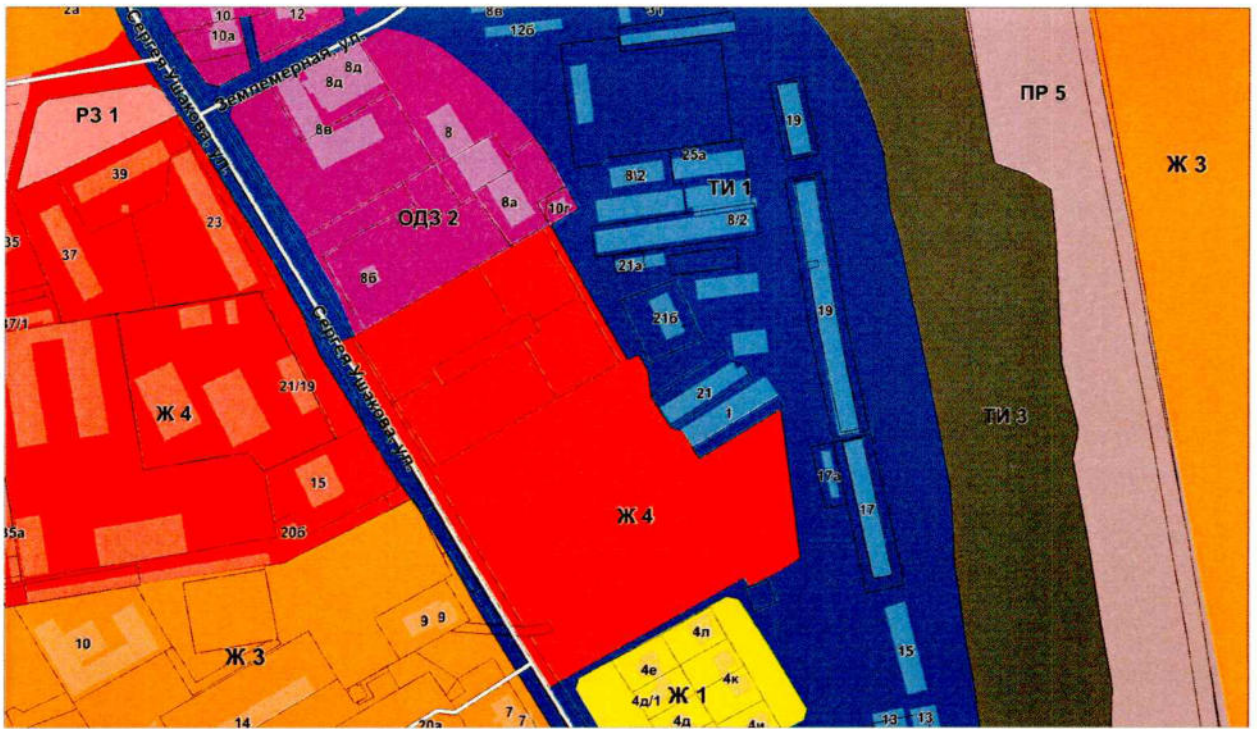 2а
10
12
8в
31
10а
12б
Сергея Ушакова, ул.
Землемерная, ул.
8д
8д
ПР 5
РЗ 1
8в
8
19
Ж 3
39
25а
8\2
ТИ 1
23
8а
10г
ОДЗ 2
8/2
35
37
21а
8б
37/1
21б
19
Сергея Ушакова, ул.
21/19
21
1
Ж 4
ТИ 3
15
17а
17
Ж 4
35а
20б
9 9
10
4л
15
Ж 3
4е
4к
4д/1
Ж 1
14
20а
7
7
4д
4и
13
13